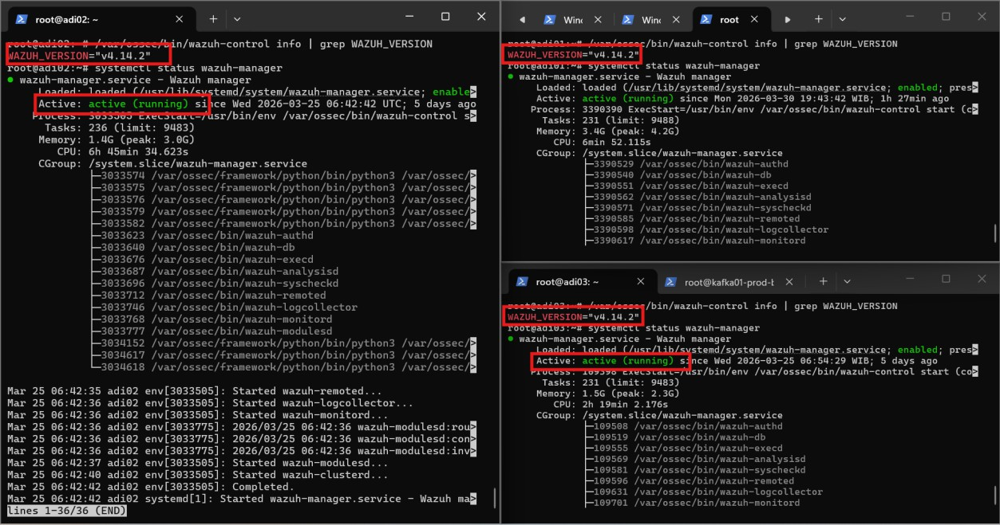 root@adi02: ~
root@adi02: ~# /var/ossec/bin/wazuh-control info | grep WAZUH_VERSION
WAZUH_VERSION="v4.14.2"
root@adi02:~# systemctl status wazuh-manager
● wazuh-manager.service - Wazuh manager
Loaded: loaded (/usr/lib/systemd/system/wazuh-manager.service; enable>
Active: active (running) since Wed 2026-03-25 06:42:42 UTC; 5 days ago
Process: 3033505 ExecStart=/usr/bin/env /var/ossec/bin/wazuh-control s>
Tasks: 236 (limit: 9483)
Memory: 1.4G (peak: 3.0G)
CPU: 6h 45min 34.623s
CGroup: /system.slice/wazuh-manager.service
├─3033574 /var/ossec/framework/python/bin/python3 /var/ossec/>
├─3033575 /var/ossec/framework/python/bin/python3 /var/ossec/>
├─3033576 /var/ossec/framework/python/bin/python3 /var/ossec/>
├─3033579 /var/ossec/framework/python/bin/python3 /var/ossec/>
├─3033582 /var/ossec/framework/python/bin/python3 /var/ossec/>
├─3033623 /var/ossec/bin/wazuh-authd
├─3033640 /var/ossec/bin/wazuh-db
├─3033676 /var/ossec/bin/wazuh-execd
├─3033687 /var/ossec/bin/wazuh-analysisd
├─3033696 /var/ossec/bin/wazuh-syscheckd
├─3033712 /var/ossec/bin/wazuh-remoted
├─3033746 /var/ossec/bin/wazuh-logcollector
├─3033768 /var/ossec/bin/wazuh-monitord
├─3033777 /var/ossec/bin/wazuh-modulesd
├─3034152 /var/ossec/framework/python/bin/python3 /var/ossec/>
├─3034617 /var/ossec/framework/python/bin/python3 /var/ossec/>
└─3034618 /var/ossec/framework/python/bin/python3 /var/ossec/>
Mar 25 06:42:35 adi02 env[3033505]: Started wazuh-remoted...
Mar 25 06:42:36 adi02 env[3033505]: Started wazuh-logcollector...
Mar 25 06:42:36 adi02 env[3033505]: Started wazuh-monitord...
Mar 25 06:42:36 adi02 env[3033775]: 2026/03/25 06:42:36 wazuh-modulesd:rou>
Mar 25 06:42:36 adi02 env[3033775]: 2026/03/25 06:42:36 wazuh-modulesd:con>
Mar 25 06:42:36 adi02 env[3033775]: 2026/03/25 06:42:36 wazuh-modulesd:inv>
Mar 25 06:42:37 adi02 env[3033505]: Started wazuh-modulesd...
Mar 25 06:42:40 adi02 env[3033505]: Started wazuh-clusterd...
Mar 25 06:42:42 adi02 env[3033505]: Completed.
Mar 25 06:42:42 adi02 systemd[1]: Started wazuh-manager.service - Wazuh ma>
lines 1-36/36 (END)
Winc Winc root
root@adi01:~# /var/ossec/bin/wazuh-control info | grep WAZUH_VERSION
WAZUH_VERSION="v4.14.2"
root@adi01:~# systemctl status wazuh-manager
● wazuh-manager.service - Wazuh manager
Loaded: loaded (/usr/lib/systemd/system/wazuh-manager.service; enabled; pres>
Active: active (running) since Mon 2026-03-30 19:43:42 WIB; 1h 27min ago
Process: 3390390 ExecStart=/usr/bin/env /var/ossec/bin/wazuh-control start (c>
Tasks: 231 (limit: 9488)
Memory: 3.4G (peak: 4.2G)
CPU: 6min 52.115s
CGroup: /system.slice/wazuh-manager.service
├─3390529 /var/ossec/bin/wazuh-authd
├─3390540 /var/ossec/bin/wazuh-db
├─3390551 /var/ossec/bin/wazuh-execd
├─3390562 /var/ossec/bin/wazuh-analysisd
├─3390571 /var/ossec/bin/wazuh-syscheckd
├─3390585 /var/ossec/bin/wazuh-remoted
├─3390598 /var/ossec/bin/wazuh-logcollector
├─3390617 /var/ossec/bin/wazuh-monitord
root@adi03: ~ root@kafka01-prod-b
root@adi03: ~# /var/ossec/bin/wazuh-control info | grep WAZUH_VERSION
WAZUH_VERSION="v4.14.2"
root@adi03:~# systemctl status wazuh-manager
● wazuh-manager.service - Wazuh manager
Loaded: loaded (/usr/lib/systemd/system/wazuh-manager.service; enabled; pres>
Active: active (running) since Wed 2026-03-25 06:54:29 WIB; 5 days ago
Process: 109398 ExecStart=/usr/bin/env /var/ossec/bin/wazuh-control start (co>
Tasks: 231 (limit: 9483)
Memory: 1.5G (peak: 2.3G)
CPU: 2h 19min 2.176s
CGroup: /system.slice/wazuh-manager.service
├─109508 /var/ossec/bin/wazuh-authd
├─109519 /var/ossec/bin/wazuh-db
├─109555 /var/ossec/bin/wazuh-execd
├─109569 /var/ossec/bin/wazuh-analysisd
├─109581 /var/ossec/bin/wazuh-syscheckd
├─109596 /var/ossec/bin/wazuh-remoted
├─109631 /var/ossec/bin/wazuh-logcollector
├─109701 /var/ossec/bin/wazuh-monitord